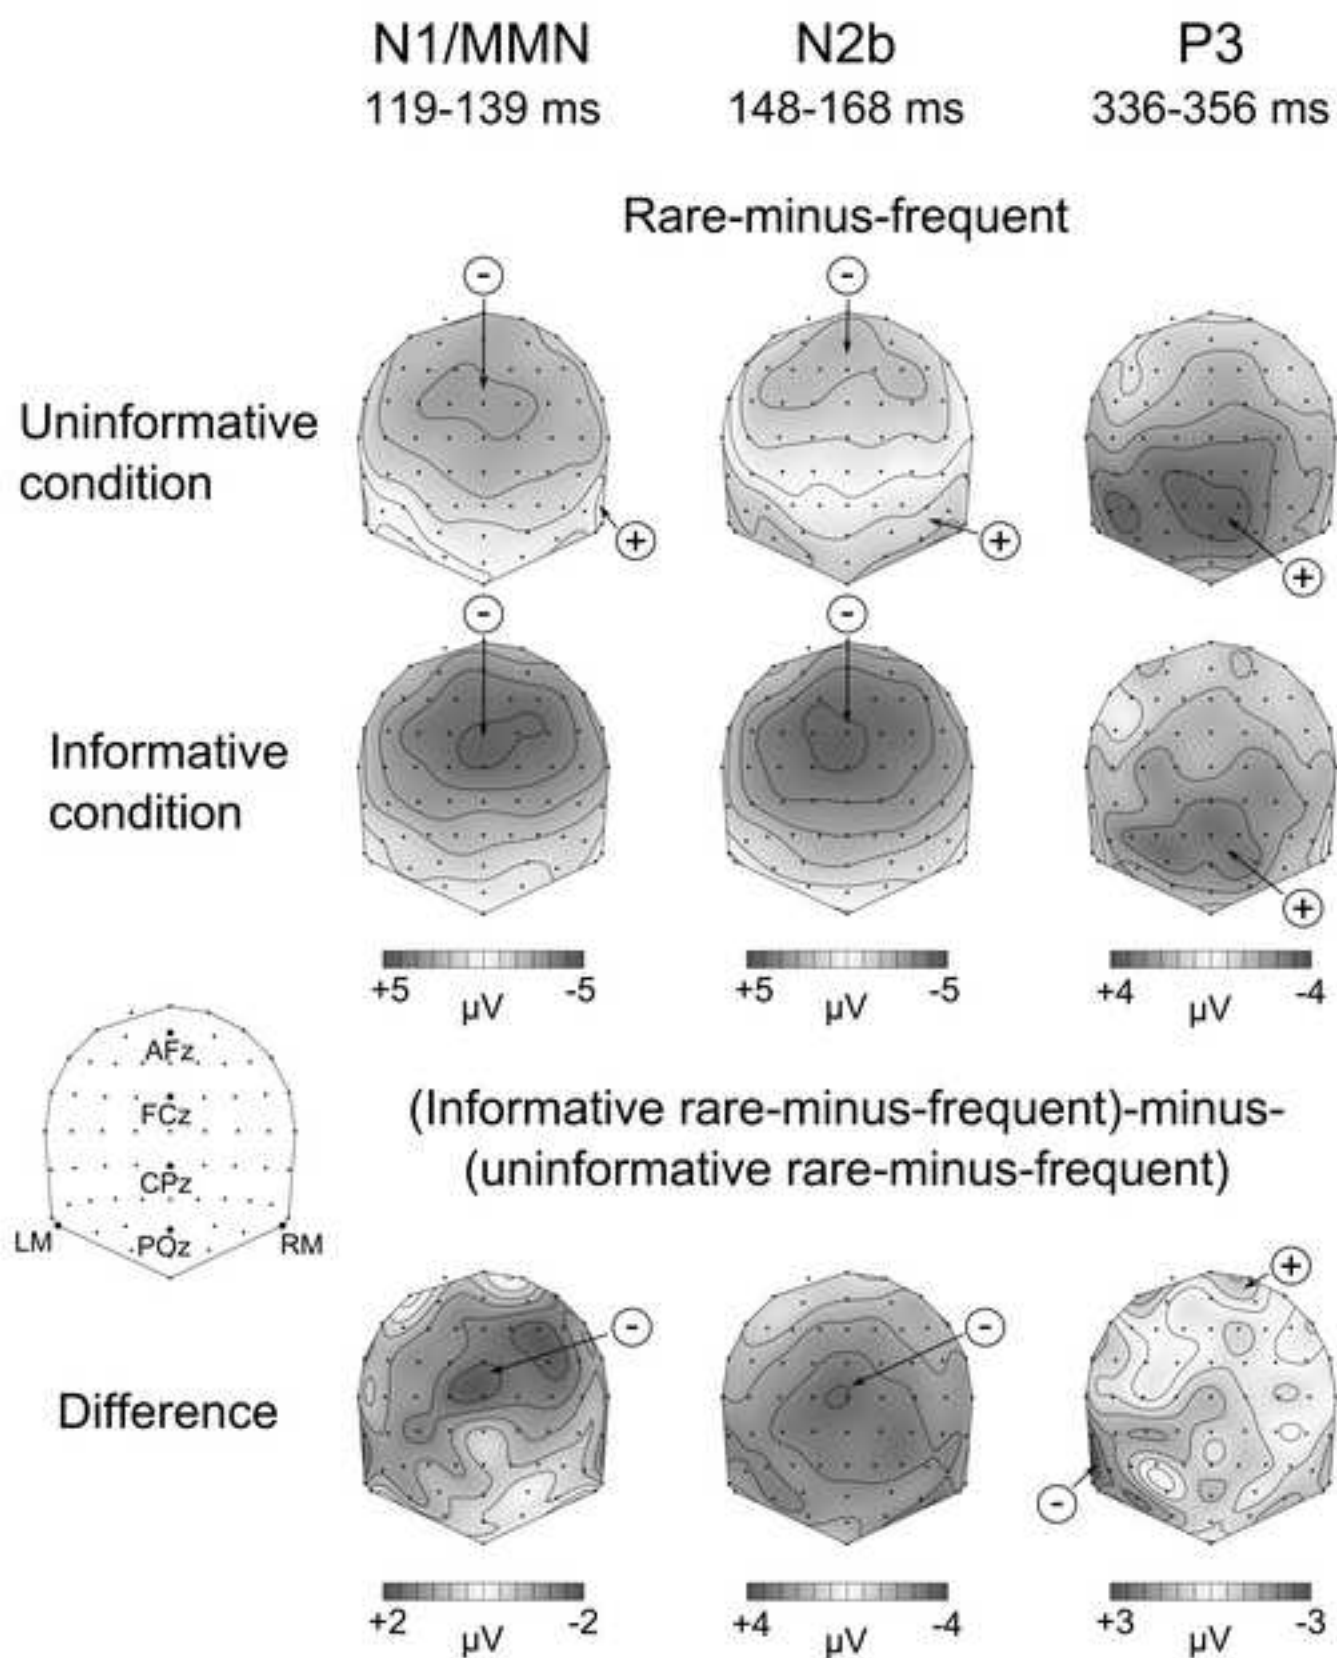 N1/MMN N2b P3
119-139 ms 148-168 ms 336-356 ms
Rare-minus-frequent
- -
Uninformative
condition
+ + +
- -
Informative
condition
+
+5 -5 +5 -5 +4 -4
µV µV µV
AFz
FCz
CPz
LM POz RM
(Informative rare-minus-frequent)-minus-
(uninformative rare-minus-frequent)
+
- -
Difference
-
+2 -2 +4 -4 +3 -3
µV µV µV